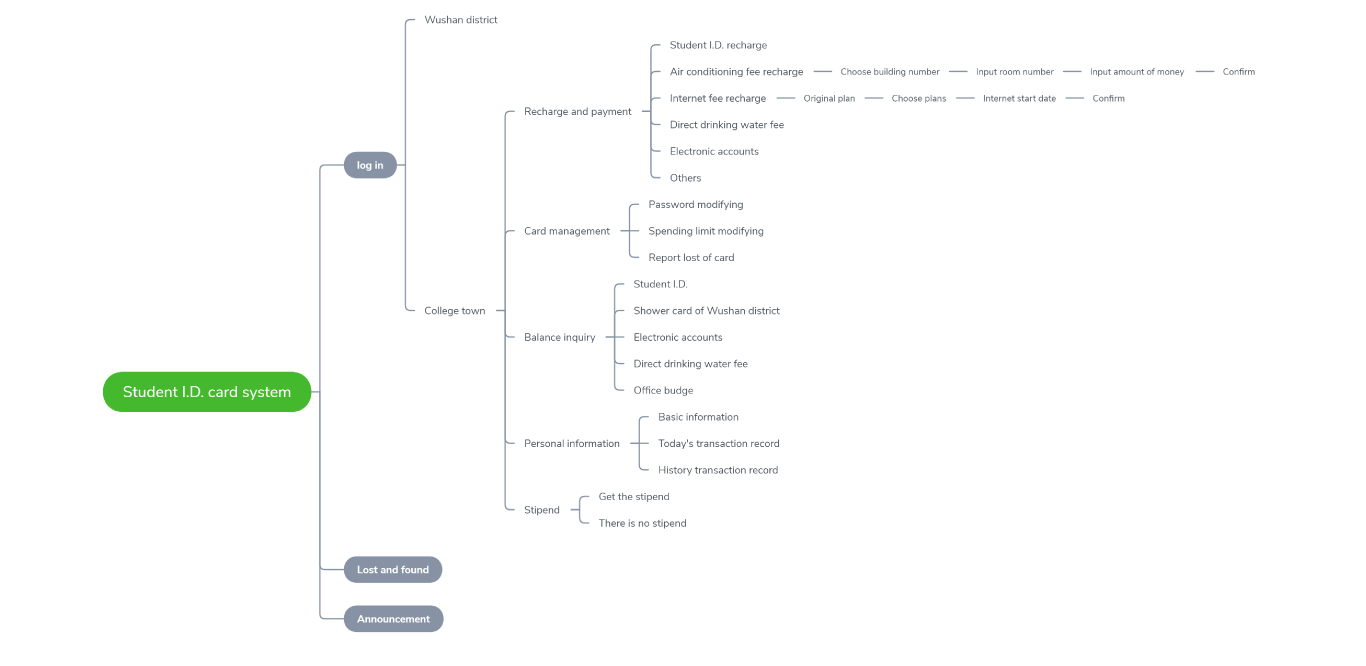 Wushan district
Student I.D. recharge
Air conditioning fee recharge
Choose building number
Input room number
Input amount of money
Confirm
Recharge and payment
Internet fee recharge
Original plan
Choose plans
Internet start date
Confirm
Direct drinking water fee
Electronic accounts
Others
log in
Password modifying
Card management
Spending limit modifying
Report lost of card
College town
Student I.D.
Shower card of Wushan district
Balance inquiry
Electronic accounts
Direct drinking water fee
Office budge
Student I.D. card system
Basic information
Personal information
Today's transaction record
History transaction record
Stipend
Get the stipend
There is no stipend
Lost and found
Announcement